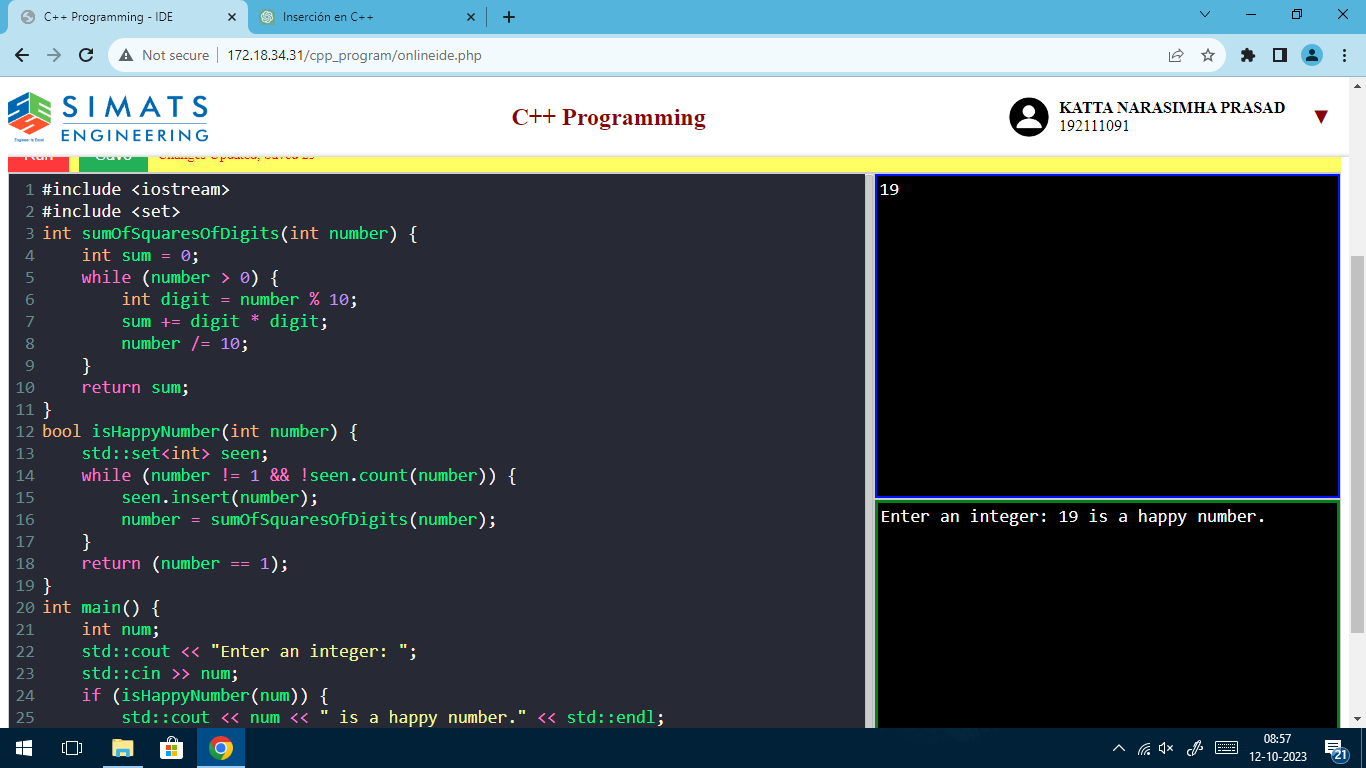 C++ Programming - IDE
Inserción en C++
Not secure
172.18.34.31/cpp_program/onlineide.php
SIMATS
ENGINEERING
C++ Programming
KATTA NARASIMHA PRASAD
192111091
Run
Save
Changes Updated, Saved 25
1 #include <iostream>
2 #include <set>
3 int sumOfSquaresOfDigits(int number) {
4     int sum = 0;
5     while (number > 0) {
6         int digit = number % 10;
7         sum += digit * digit;
8         number /= 10;
9     }
10     return sum;
11 }
12 bool isHappyNumber(int number) {
13     std::set<int> seen;
14     while (number != 1 && !seen.count(number)) {
15         seen.insert(number);
16         number = sumOfSquaresOfDigits(number);
17     }
18     return (number == 1);
19 }
20 int main() {
21     int num;
22     std::cout << "Enter an integer: ";
23     std::cin >> num;
24     if (isHappyNumber(num)) {
25         std::cout << num << " is a happy number." << std::endl;
19
Enter an integer: 19 is a happy number.
08:57
12-10-2023
21